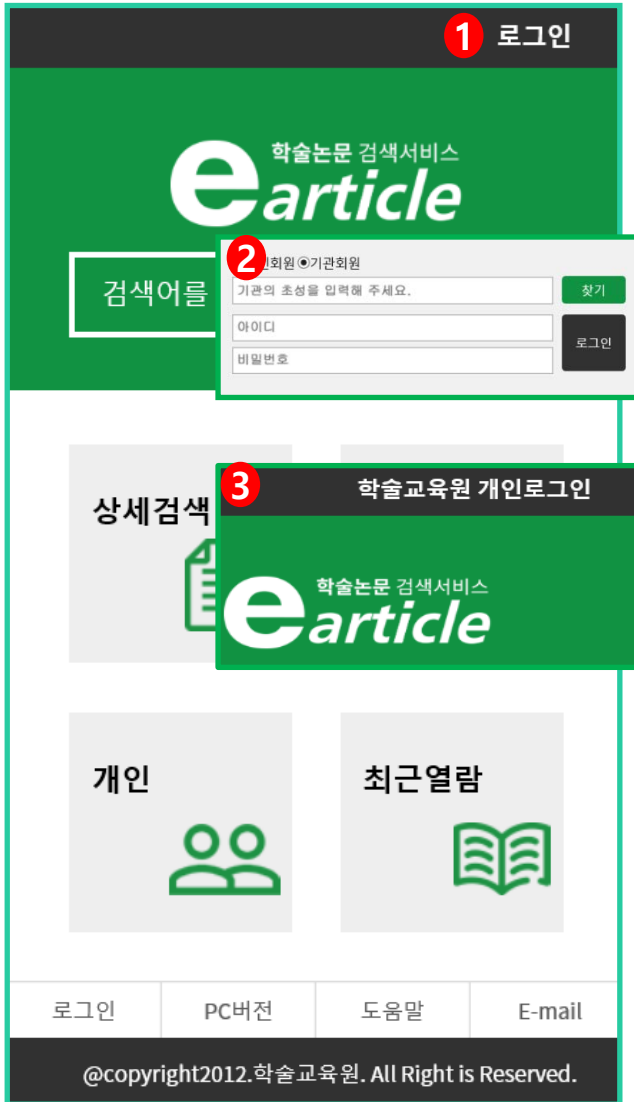 1 로그인
학술논문 검색서비스
earticle
검색어를
2 인회원 기관회원
기관의 초성을 입력해 주세요. 찾기
아이디
로그인
비밀번호
상세검색
3 학술교육원 개인로그인
학술논문 검색서비스
earticle
개인 최근열람
로그인 PC버전 도움말 E-mail
@copyright2012.학술교육원. All Right is Reserved.